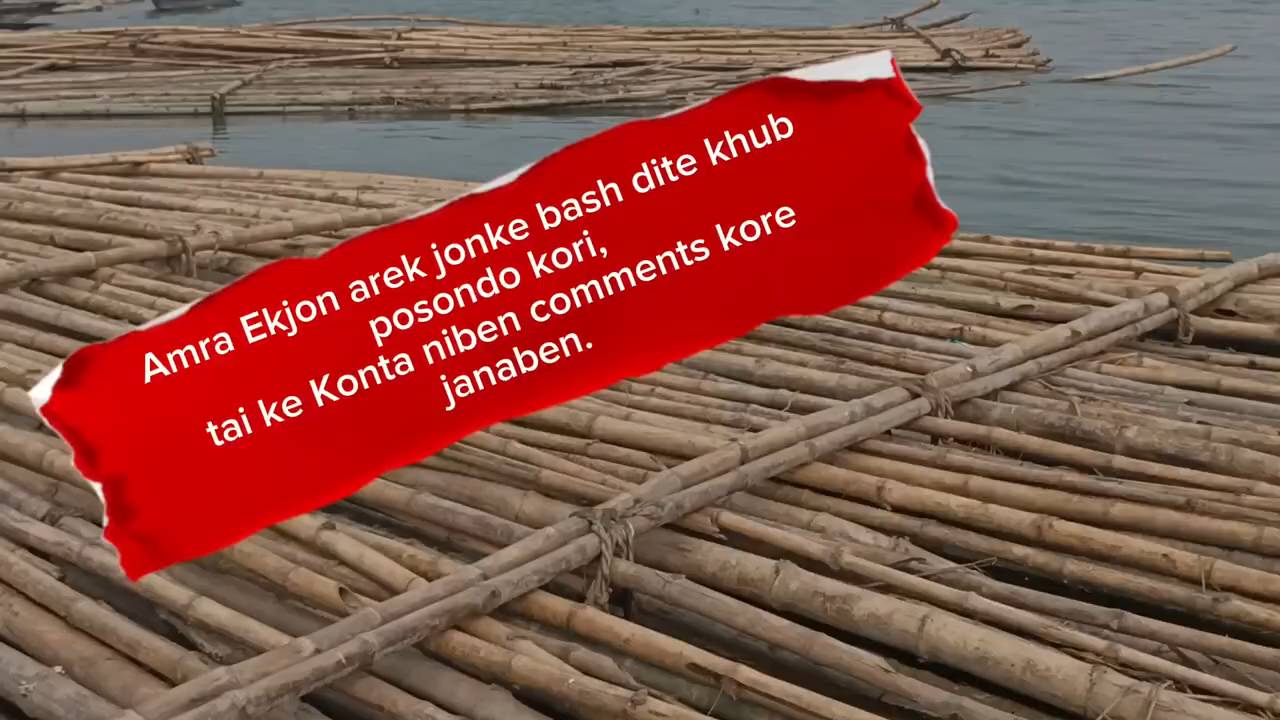 Amra Ekjon arek jonke bash dite khub
posondo kori,
tai ke Konta niben comments kore
janaben.